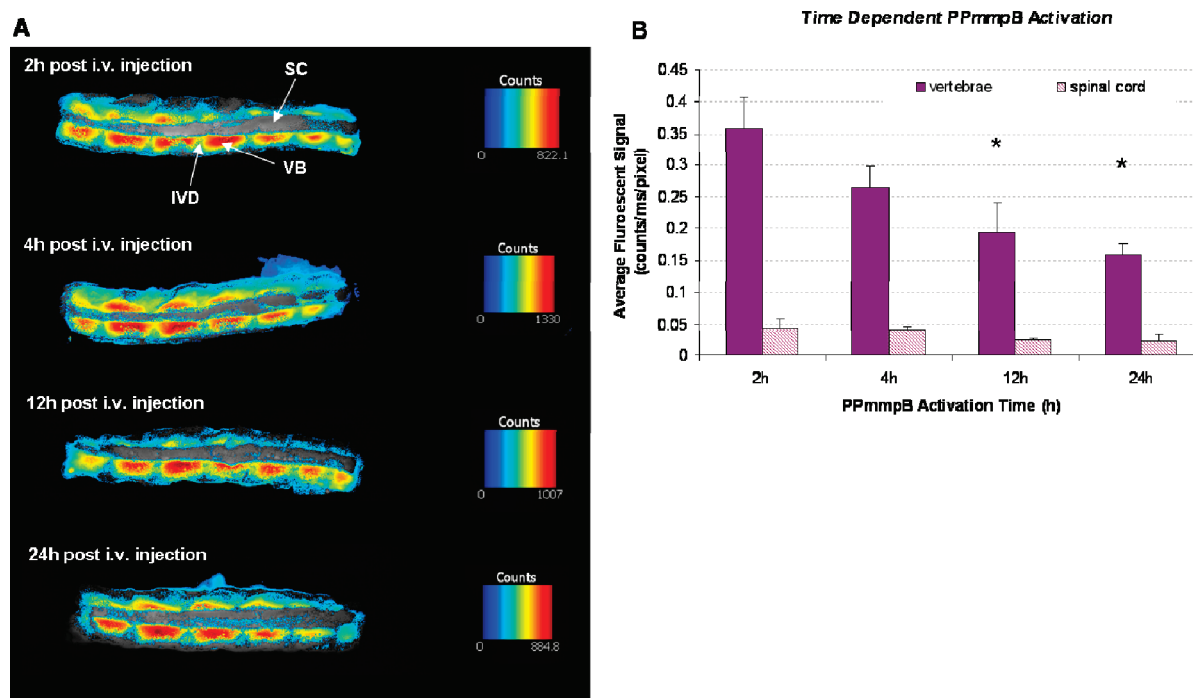 A
2h post i.v. injection
SC
VB
IVD
Counts
0 822.1
4h post i.v. injection
Counts
0 1330
12h post i.v. injection
Counts
0 1007
24h post i.v. injection
Counts
0 884.8
B
Time Dependent PPmmpB Activation
vertebrae spinal cord
Average Fluroescent Signal
(counts/ms/pixel)
0.45
0.4
0.35
0.3
0.25
0.2
0.15
0.1
0.05
0
* *
2h 4h 12h 24h
PPmmpB Activation Time (h)